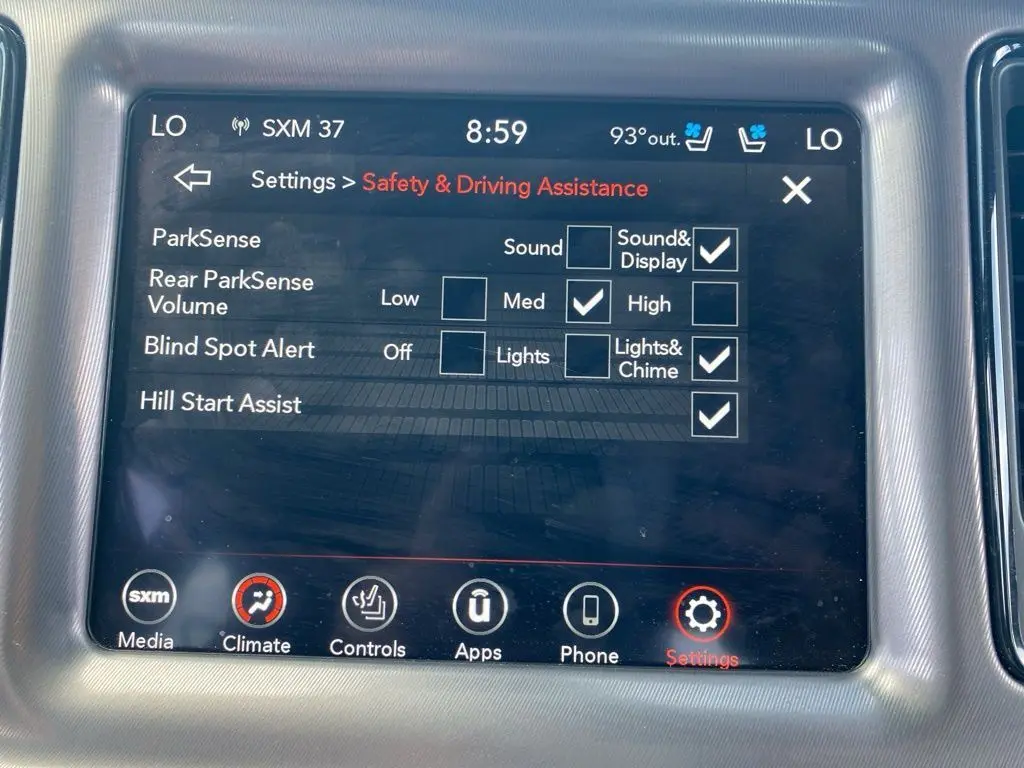 LO SXM 37 8:59 93°out. LO
Settings > Safety & Driving Assistance
ParkSense Sound Sound& Display
Rear ParkSense Volume Low Med High
Blind Spot Alert Off Lights Lights& Chime
Hill Start Assist
sxm
Media Climate Controls Apps Phone Settings